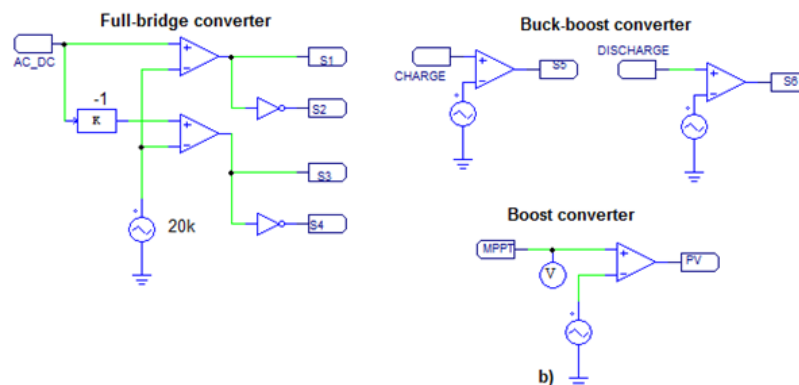 Full-bridge converter
AC_DC
+
−
S1
S2
-1
K
+
−
S3
S4
+
20k
Buck-boost converter
CHARGE
+
−
S5
+
DISCHARGE
+
−
S6
+
Boost converter
MPPT
V
+
−
PV
+
b)